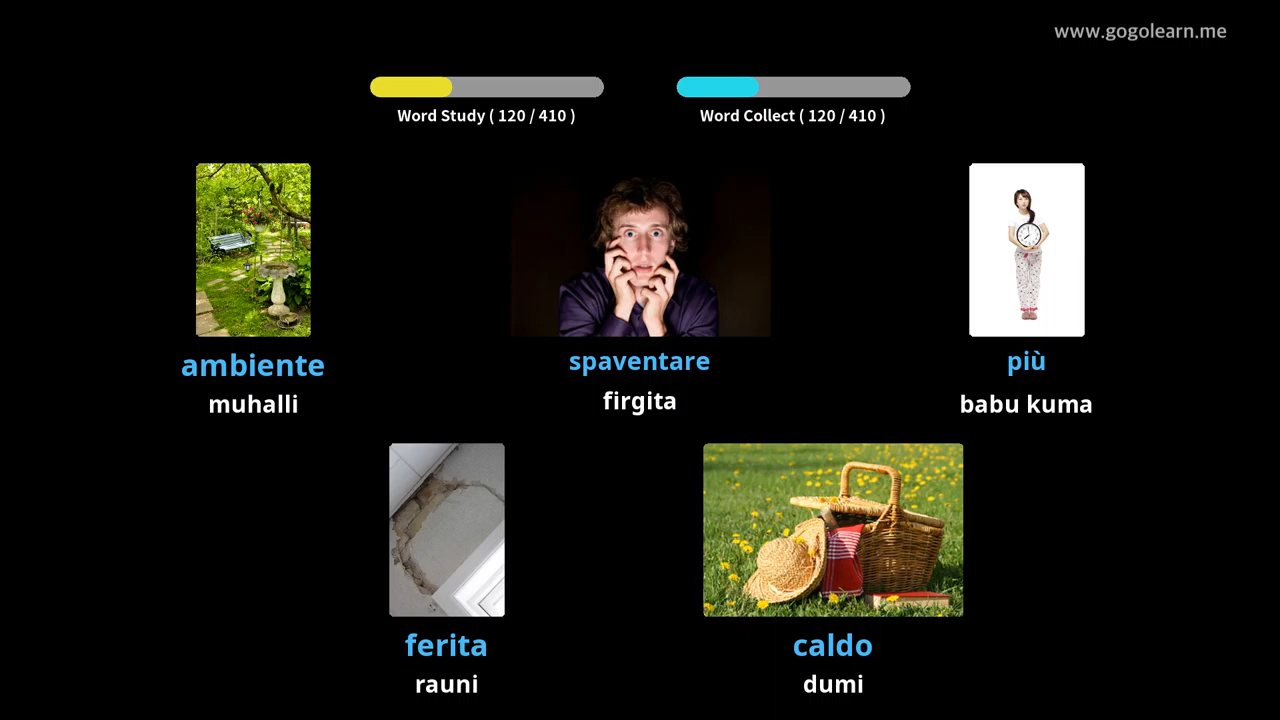 www.gogolearn.me
Word Study ( 120 / 410 )
Word Collect ( 120 / 410 )
ambiente
muhalli
spaventare
firgita
più
babu kuma
ferita
rauni
caldo
dumi